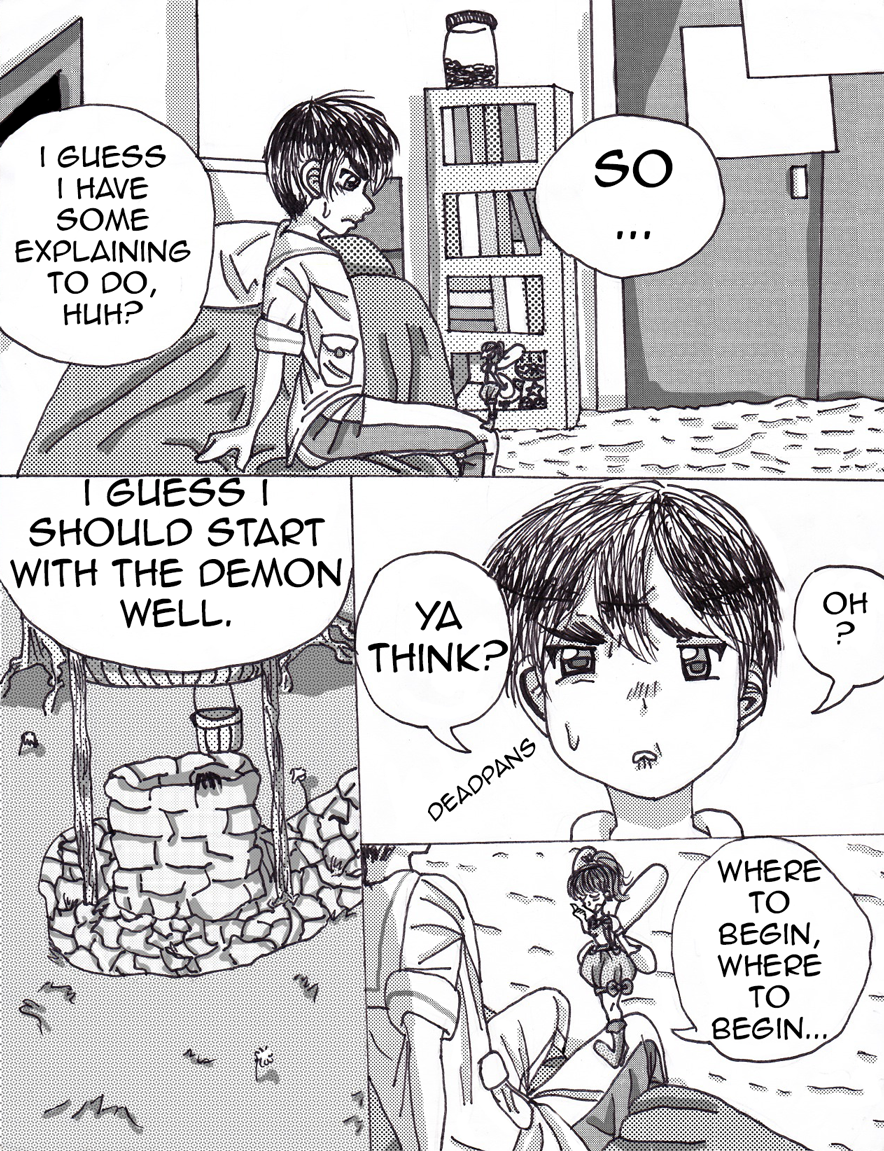 SO
...
I GUESS
I HAVE
SOME
EXPLAINING
TO DO,
HUH?
OH
?
YA
THINK?
DEADPANS
WHERE
TO
BEGIN,
WHERE
TO
BEGIN...
I GUESS I
SHOULD START
WITH THE DEMON
WELL.